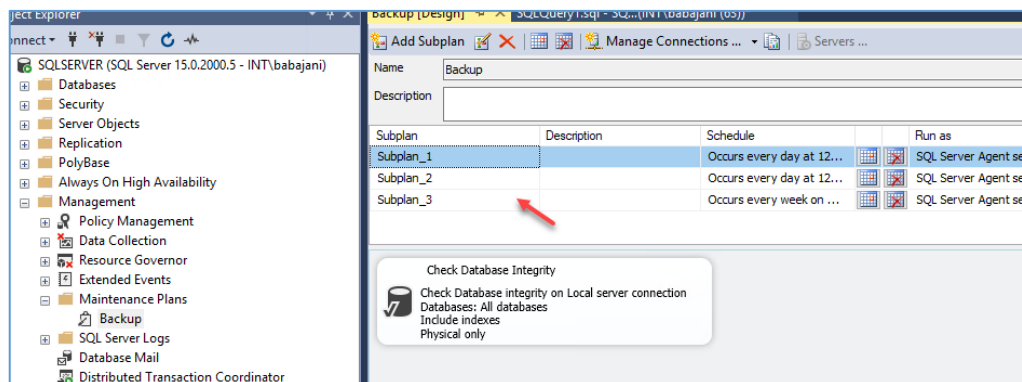 ject Explorer
Backup [Design]
SQLQuery1.sql - SQ...(INT\babajani (63))
onnect
Add Subplan
Manage Connections ...
Servers ...
SQLSERVER (SQL Server 15.0.2000.5 - INT\babajani)
Databases
Security
Server Objects
Replication
PolyBase
Always On High Availability
Management
Policy Management
Data Collection
Resource Governor
Extended Events
Maintenance Plans
Backup
SQL Server Logs
Database Mail
Distributed Transaction Coordinator
Name
Backup
Description
Subplan Description Schedule Run as
Subplan_1 Occurs every day at 12... SQL Server Agent se
Subplan_2 Occurs every day at 12... SQL Server Agent se
Subplan_3 Occurs every week on ... SQL Server Agent se
Check Database Integrity
Check Database integrity on Local server connection
Databases: All databases
Include indexes
Physical only